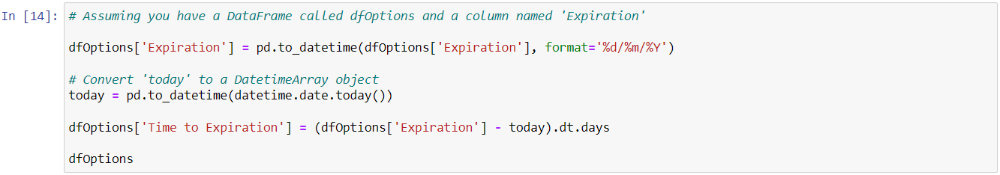 In [14]: # Assuming you have a DataFrame called dfOptions and a column named 'Expiration'
dfOptions['Expiration'] = pd.to_datetime(dfOptions['Expiration'], format='%d/%m/%Y')
# Convert 'today' to a DatetimeArray object
today = pd.to_datetime(datetime.date.today())
dfOptions['Time to Expiration'] = (dfOptions['Expiration'] - today).dt.days
dfOptions